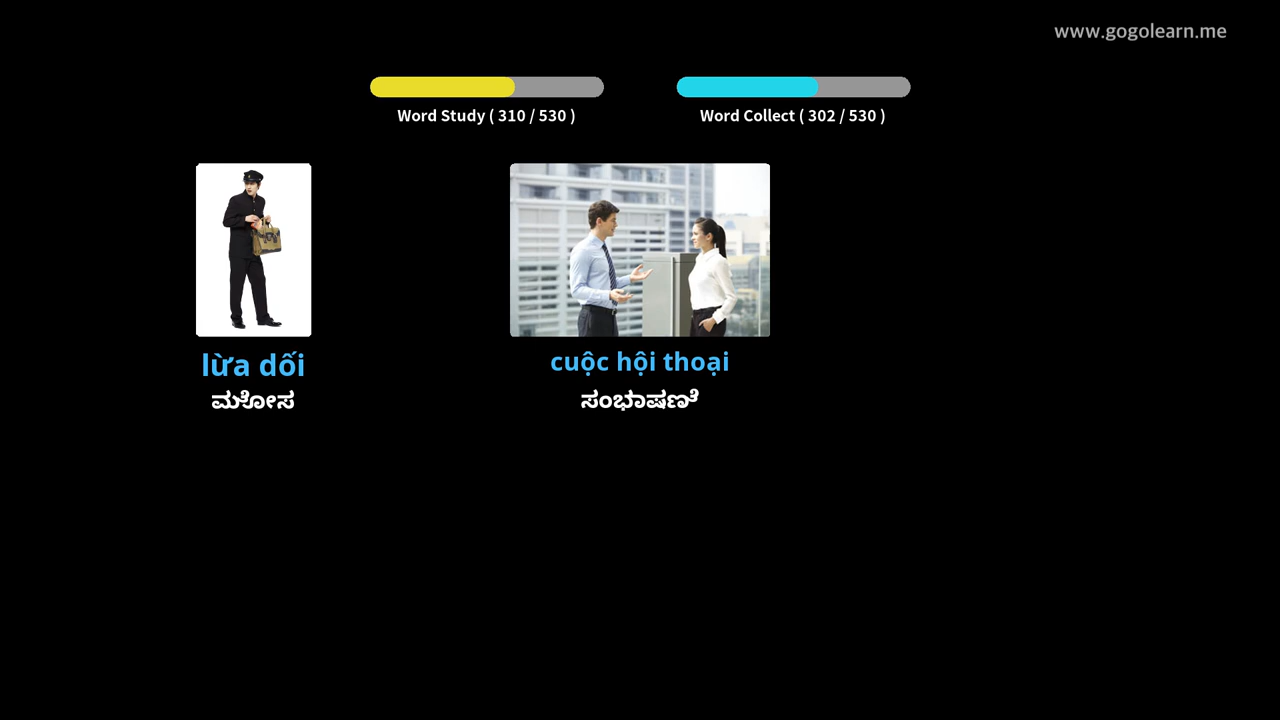 www.gogolearn.me
Word Study ( 310 / 530 )
Word Collect ( 302 / 530 )
lừa dối
ಮೋಸ
cuộc hội thoại
ಸಂಭಾಷಣೆ